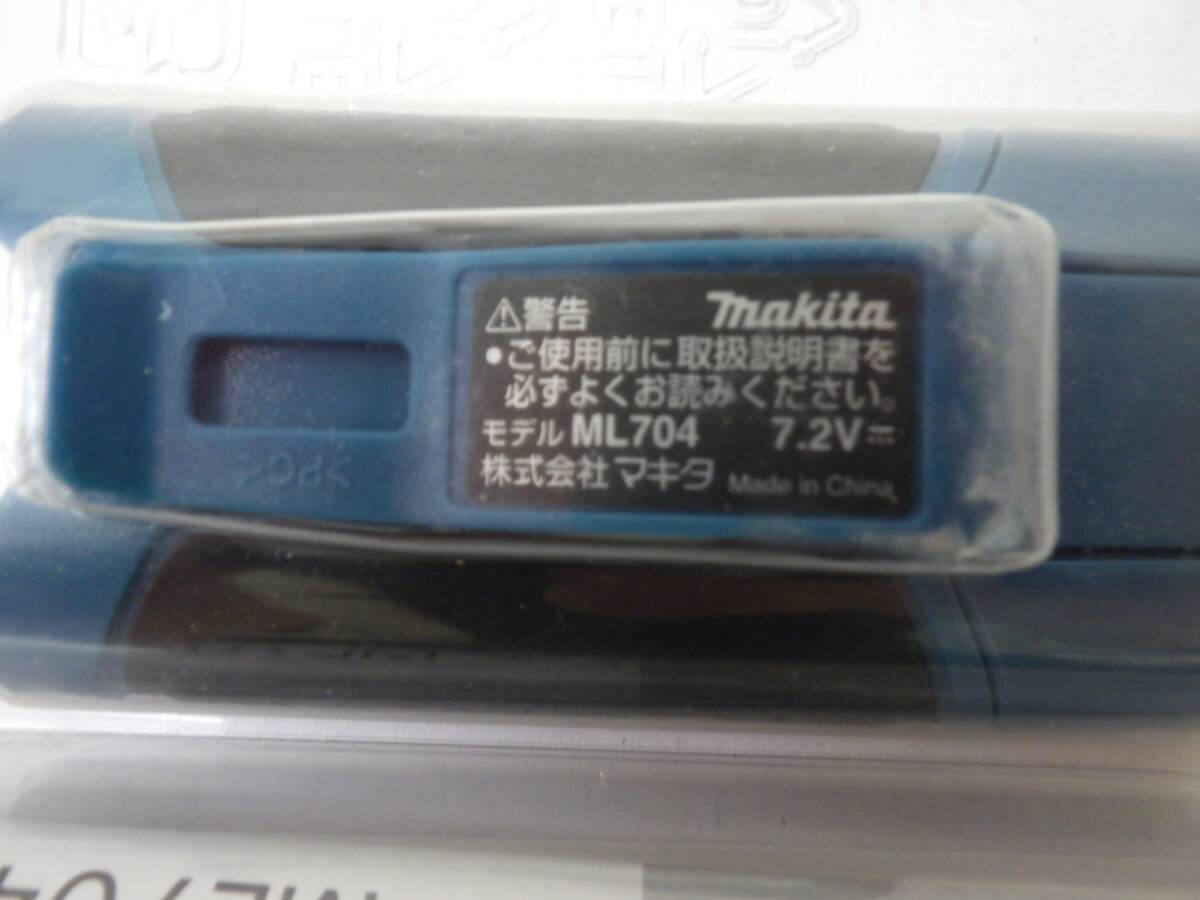 ⚠警告 makita
•ご使用前に取扱説明書を
必ずよくお読みください。
モデル ML704 7.2V⎓
株式会社 マキタ Made in China
>PC<
ML704